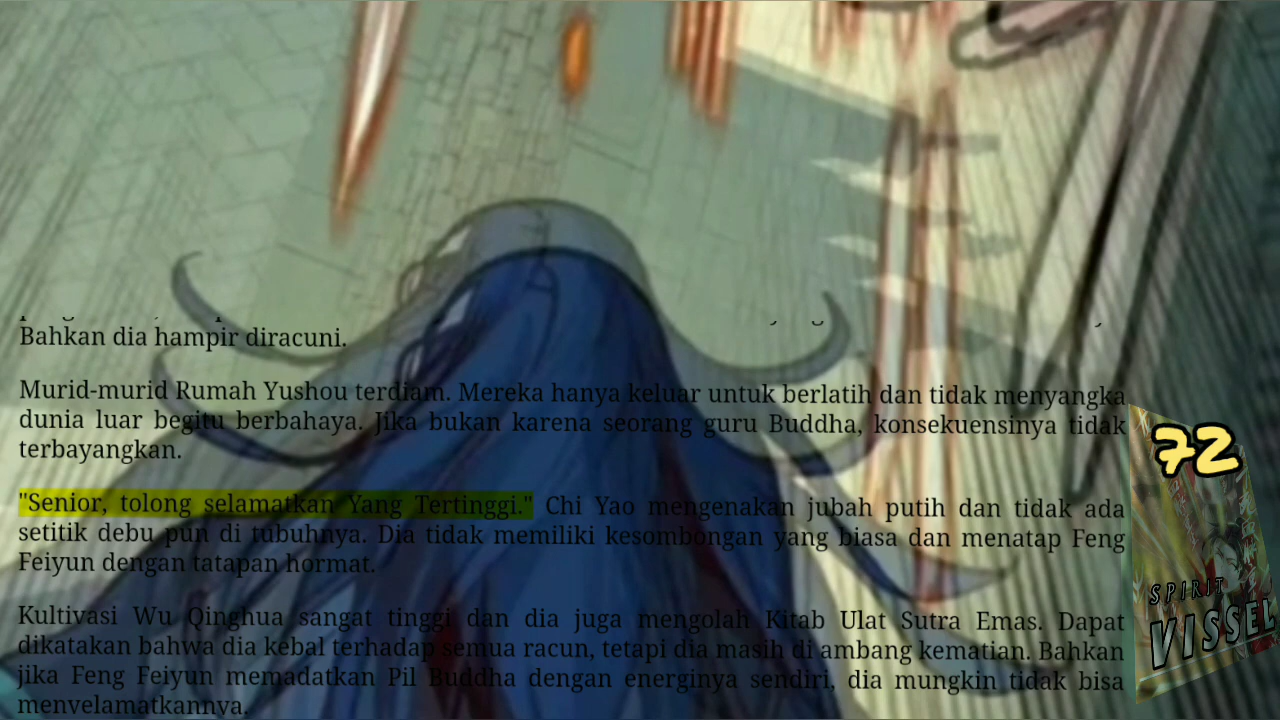 Bahkan dia hampir diracuni.
Murid-murid Rumah Yushou terdiam. Mereka hanya keluar untuk berlatih dan tidak menyangka
dunia luar begitu berbahaya. Jika bukan karena seorang guru Buddha, konsekuensinya tidak
terbayangkan.
"Senior, tolong selamatkan Yang Tertinggi." Chi Yao mengenakan jubah putih dan tidak ada
setitik debu pun di tubuhnya. Dia tidak memiliki kesombongan yang biasa dan menatap Feng
Feiyun dengan tatapan hormat.
Kultivasi Wu Qinghua sangat tinggi dan dia juga mengolah Kitab Ulat Sutra Emas. Dapat
dikatakan bahwa dia kebal terhadap semua racun, tetapi dia masih di ambang kematian. Bahkan
jika Feng Feiyun memadatkan Pil Buddha dengan energinya sendiri, dia mungkin tidak bisa
menyelamatkannya.
72
SPIRIT
VISSEL